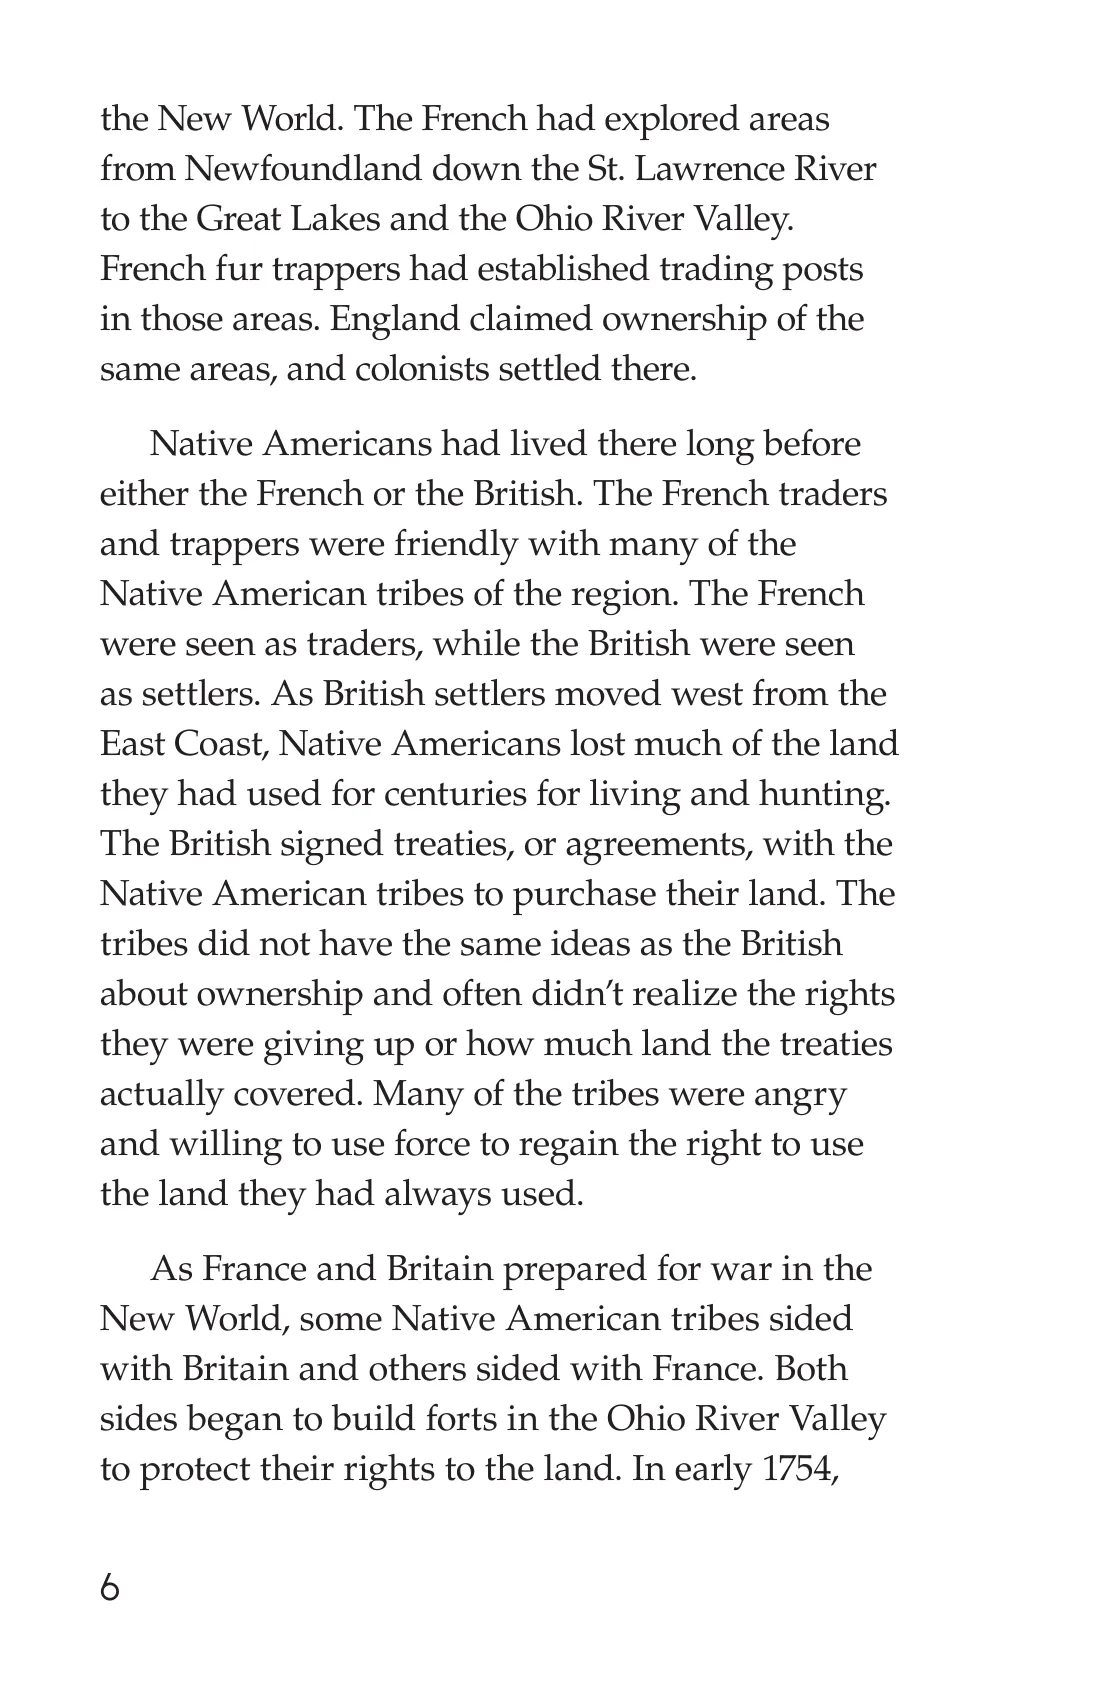 the New World. The French had explored areas
from Newfoundland down the St. Lawrence River
to the Great Lakes and the Ohio River Valley.
French fur trappers had established trading posts
in those areas. England claimed ownership of the
same areas, and colonists settled there.
Native Americans had lived there long before
either the French or the British. The French traders
and trappers were friendly with many of the
Native American tribes of the region. The French
were seen as traders, while the British were seen
as settlers. As British settlers moved west from the
East Coast, Native Americans lost much of the land
they had used for centuries for living and hunting.
The British signed treaties, or agreements, with the
Native American tribes to purchase their land. The
tribes did not have the same ideas as the British
about ownership and often didn’t realize the rights
they were giving up or how much land the treaties
actually covered. Many of the tribes were angry
and willing to use force to regain the right to use
the land they had always used.
As France and Britain prepared for war in the
New World, some Native American tribes sided
with Britain and others sided with France. Both
sides began to build forts in the Ohio River Valley
to protect their rights to the land. In early 1754,
6